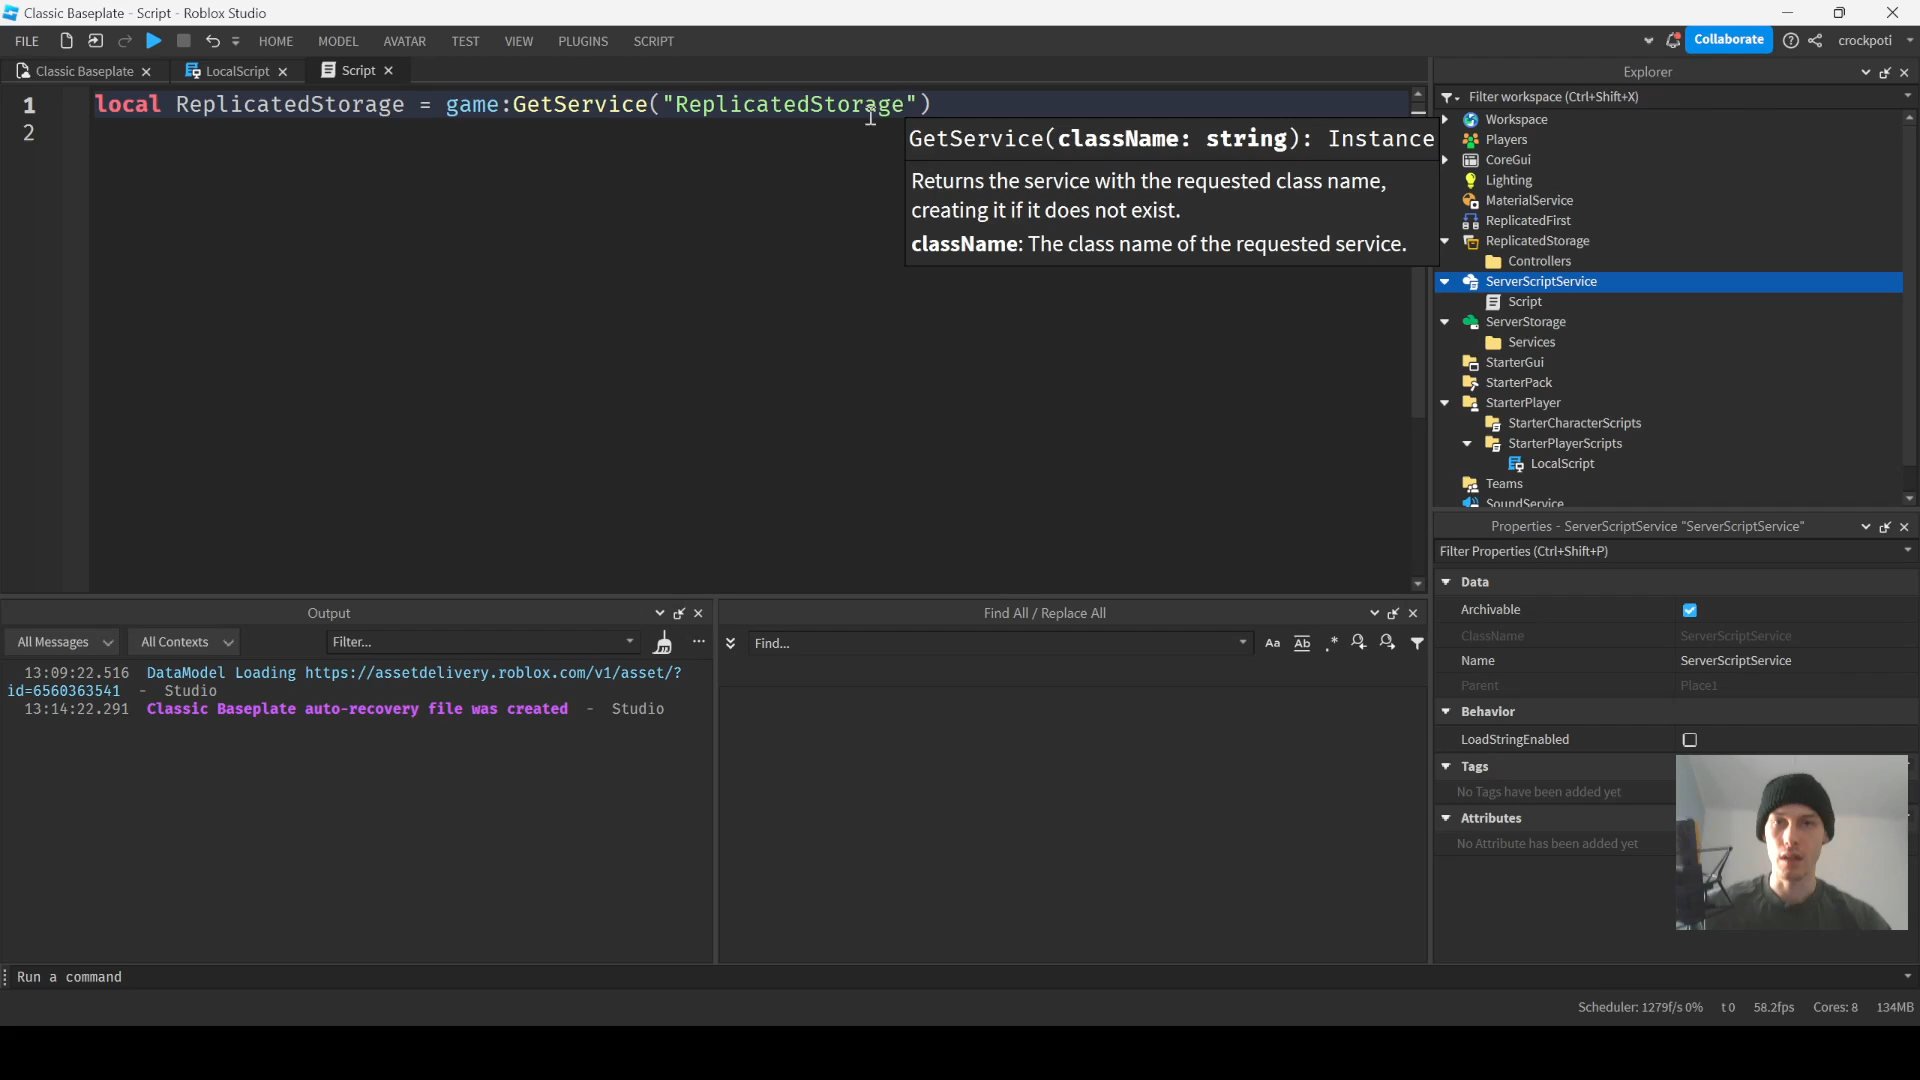 Classic Baseplate - Script - Roblox Studio
FILE HOME MODEL AVATAR TEST VIEW PLUGINS SCRIPT Collaborate crockpoti
Classic Baseplate LocalScript Script
1 local ReplicatedStorage = game:GetService("ReplicatedStorage")
2
GetService(className: string): Instance
Returns the service with the requested class name,
creating it if it does not exist.
className: The class name of the requested service.
Explorer
Filter workspace (Ctrl+Shift+X)
Workspace
Players
CoreGui
Lighting
MaterialService
ReplicatedFirst
ReplicatedStorage
Controllers
ServerScriptService
Script
ServerStorage
Services
StarterGui
StarterPack
StarterPlayer
StarterCharacterScripts
StarterPlayerScripts
LocalScript
Teams
SoundService
Properties - ServerScriptService "ServerScriptService"
Filter Properties (Ctrl+Shift+P)
Data
Archivable
ClassName ServerScriptService
Name ServerScriptService
Parent Place1
Behavior
LoadStringEnabled
Tags
No Tags have been added yet
Attributes
No Attribute has been added yet
Output
All Messages All Contexts Filter...
13:09:22.516 DataModel Loading https://assetdelivery.roblox.com/v1/asset/?
id=6560363541 - Studio
13:14:22.291 Classic Baseplate auto-recovery file was created - Studio
Find All / Replace All
Find... Aa Ab .*
Run a command
Scheduler: 1279f/s 0% t 0 58.2fps Cores: 8 134MB